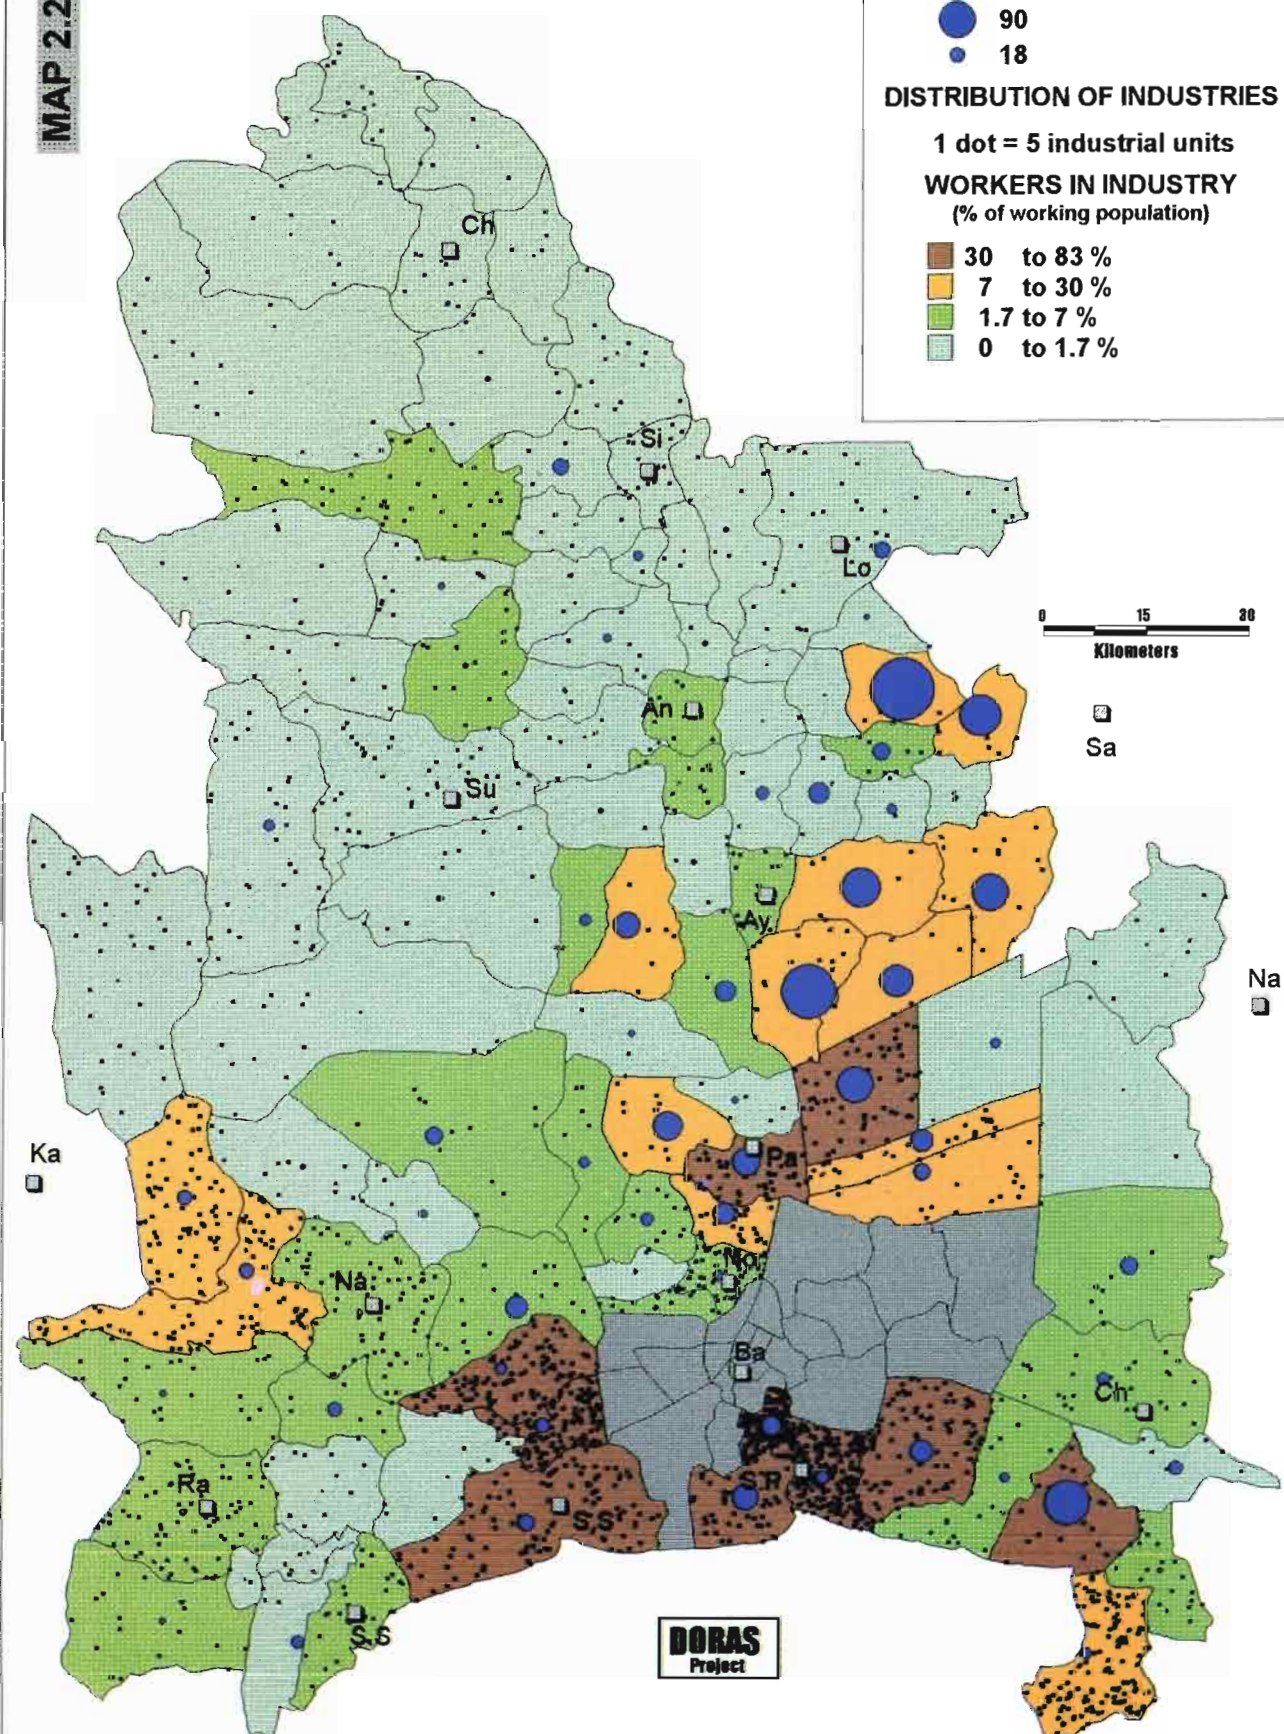 MAP 2.2
90
18
DISTRIBUTION OF INDUSTRIES
1 dot = 5 industrial units
WORKERS IN INDUSTRY
(% of working population)
30 to 83 %
7 to 30 %
1.7 to 7 %
0 to 1.7 %
Ch
Si
Lo
0 15 30
Kilometers
An
Sa
Su
Ay
Na
Ka
Pa
Na
No
Ba
Ch
Ra
S.P
S.S
S.S
DORAS
Project